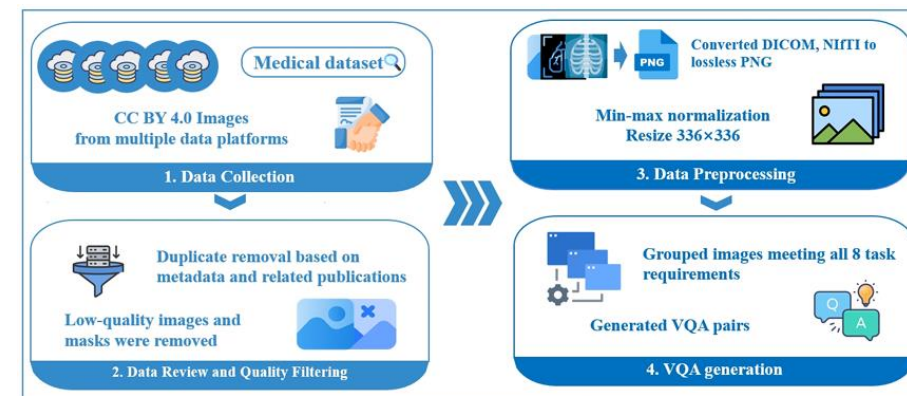 Medical dataset
CC BY 4.0 Images
from multiple data platforms
1. Data Collection
Duplicate removal based on
metadata and related publications
Low-quality images and
masks were removed
2. Data Review and Quality Filtering
PNG
Converted DICOM, NIfTI to
lossless PNG
Min-max normalization
Resize 336×336
3. Data Preprocessing
Grouped images meeting all 8 task
requirements
Generated VQA pairs
Q
A
4. VQA generation